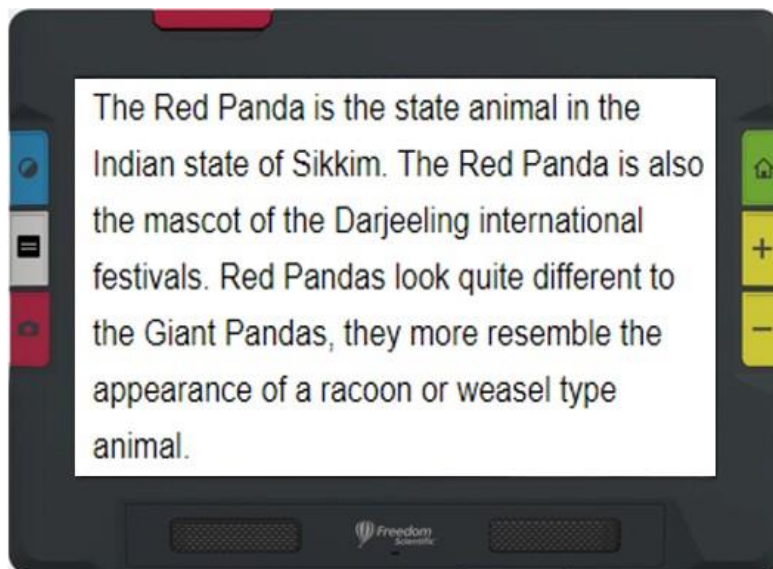 The Red Panda is the state animal in the
Indian state of Sikkim. The Red Panda is also
the mascot of the Darjeeling international
festivals. Red Pandas look quite different to
the Giant Pandas, they more resemble the
appearance of a racoon or weasel type
animal.
Freedom
Scientific